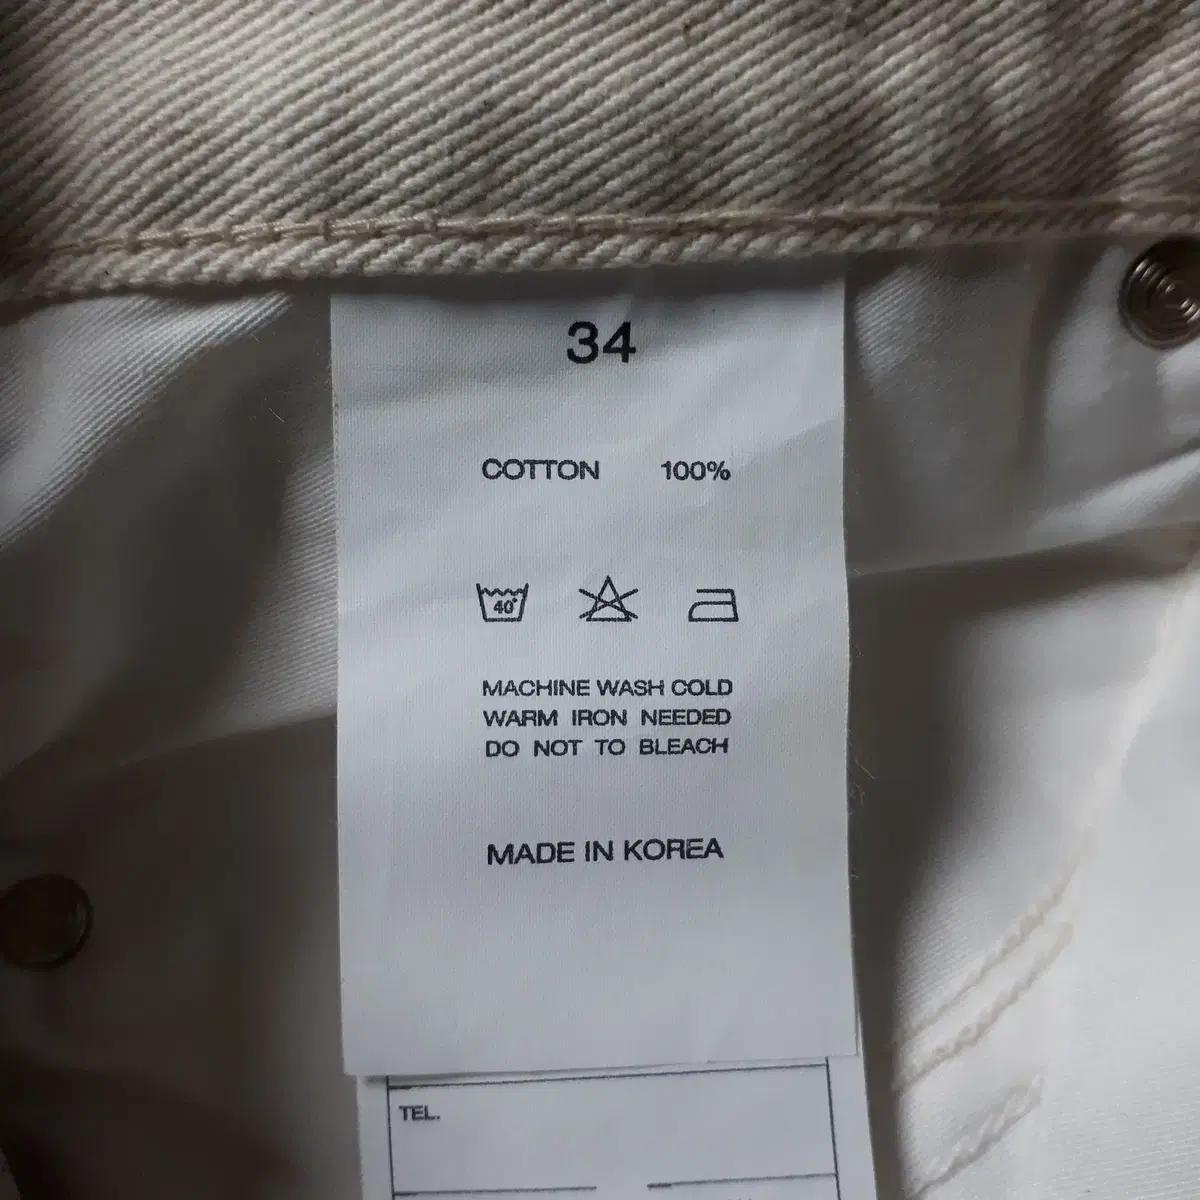 34
COTTON 100%
40°
MACHINE WASH COLD
WARM IRON NEEDED
DO NOT TO BLEACH
MADE IN KOREA
TEL.